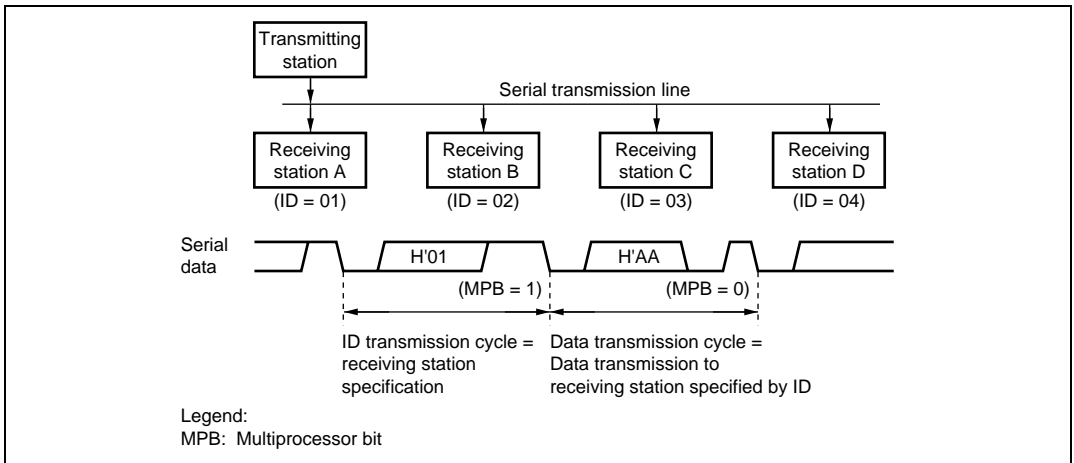 Transmitting
station
Serial transmission line
Receiving
station A
(ID = 01)
Receiving
station B
(ID = 02)
Receiving
station C
(ID = 03)
Receiving
station D
(ID = 04)
Serial
data
H'01
H'AA
(MPB = 1)
(MPB = 0)
ID transmission cycle =
receiving station
specification
Data transmission cycle =
Data transmission to
receiving station specified by ID
Legend:
MPB: Multiprocessor bit